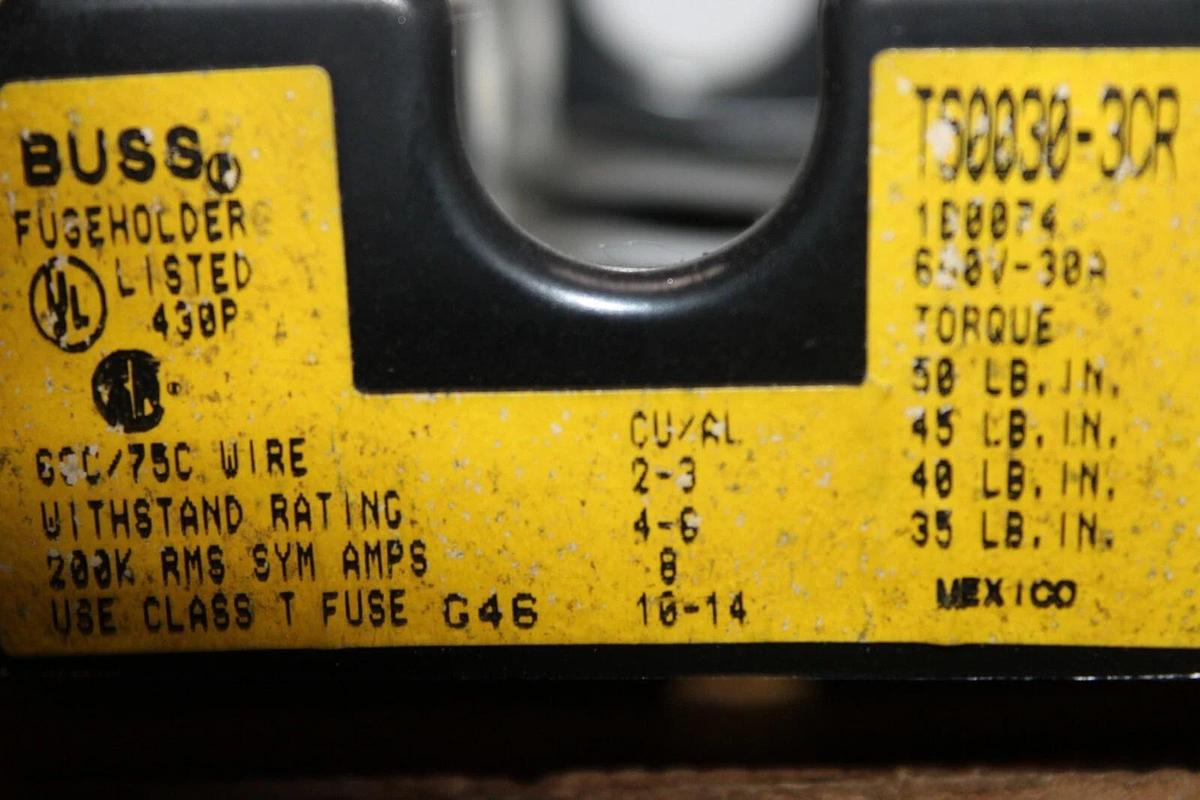 BUSS®
FUSEHOLDER
UL LISTED
430P
60C/75C WIRE
WITHSTAND RATING
200K RMS SYM AMPS
USE CLASS T FUSE G46
CU/AL
2-3
4-6
8
10-14
TS0030-3CR
1B0074
600V-30A
TORQUE
50 LB. IN.
45 LB. IN.
40 LB. IN.
35 LB. IN.
MEXICO